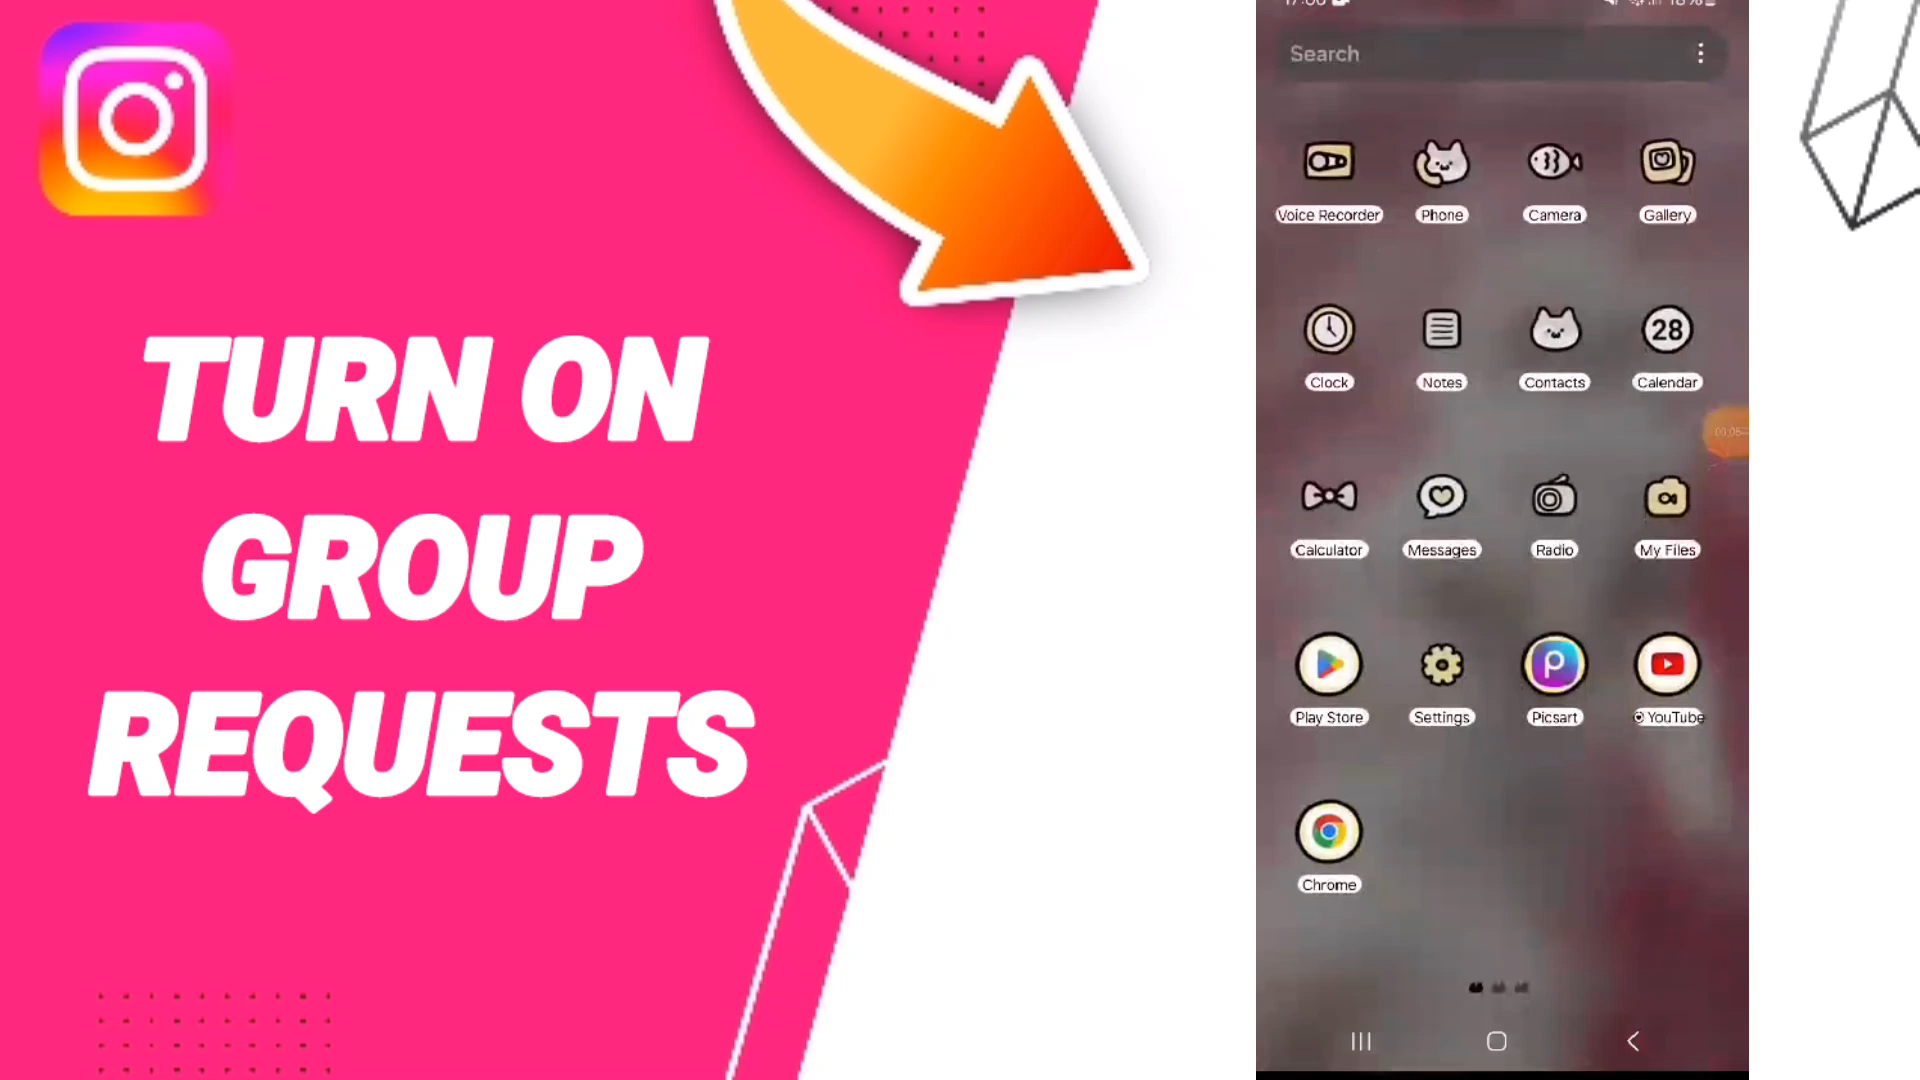 Search
Voice Recorder
Phone
Camera
Gallery
28
Clock
Notes
Contacts
Calendar
TURN ON
GROUP
REQUESTS
Calculator
Messages
Radio
My Files
Play Store
Settings
Picsart
YouTube
Chrome